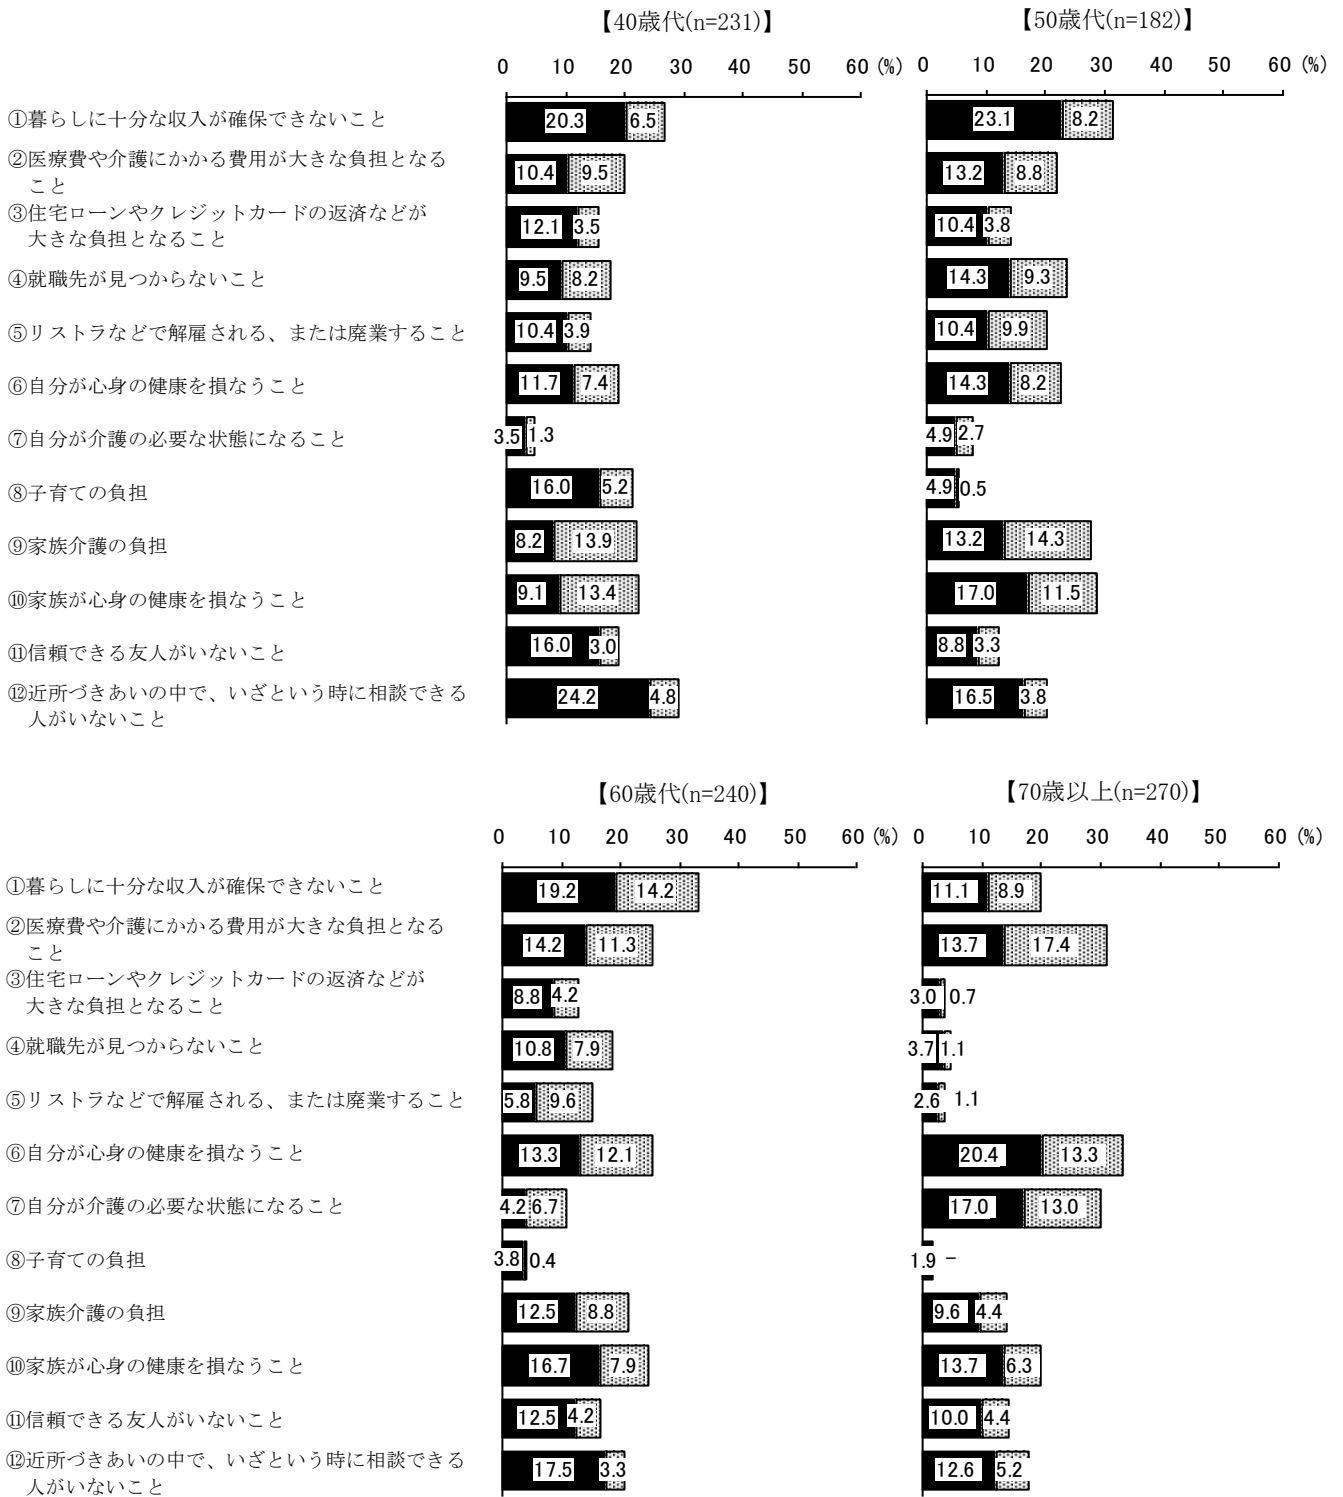 【40歳代(n=231)】 【50歳代(n=182)】
0 10 20 30 40 50 60 (%) 0 10 20 30 40 50 60 (%)
①暮らしに十分な収入が確保できないこと 20.3 6.5 23.1 8.2
②医療費や介護にかかる費用が大きな負担となる
こと 10.4 9.5 13.2 8.8
③住宅ローンやクレジットカードの返済などが
大きな負担となること 12.1 3.5 10.4 3.8
④就職先が見つからないこと 9.5 8.2 14.3 9.3
⑤リストラなどで解雇される、または廃業すること 10.4 3.9 10.4 9.9
⑥自分が心身の健康を損なうこと 11.7 7.4 14.3 8.2
⑦自分が介護の必要な状態になること 3.5 1.3 4.9 2.7
⑧子育ての負担 16.0 5.2 4.9 0.5
⑨家族介護の負担 8.2 13.9 13.2 14.3
⑩家族が心身の健康を損なうこと 9.1 13.4 17.0 11.5
⑪信頼できる友人がいないこと 16.0 3.0 8.8 3.3
⑫近所づきあいの中で、いざという時に相談できる 24.2 4.8 16.5 3.8
人がいないこと
【60歳代(n=240)】 【70歳以上(n=270)】
0 10 20 30 40 50 60 (%) 0 10 20 30 40 50 60 (%)
①暮らしに十分な収入が確保できないこと 19.2 14.2 11.1 8.9
②医療費や介護にかかる費用が大きな負担となる
こと 14.2 11.3 13.7 17.4
③住宅ローンやクレジットカードの返済などが
大きな負担となること 8.8 4.2 3.0 0.7
④就職先が見つからないこと 10.8 7.9 3.7 1.1
⑤リストラなどで解雇される、または廃業すること 5.8 9.6 2.6 1.1
⑥自分が心身の健康を損なうこと 13.3 12.1 20.4 13.3
⑦自分が介護の必要な状態になること 4.2 6.7 17.0 13.0
⑧子育ての負担 3.8 0.4 1.9 −
⑨家族介護の負担 12.5 8.8 9.6 4.4
⑩家族が心身の健康を損なうこと 16.7 7.9 13.7 6.3
⑪信頼できる友人がいないこと 12.5 4.2 10.0 4.4
⑫近所づきあいの中で、いざという時に相談できる 17.5 3.3 12.6 5.2
人がいないこと